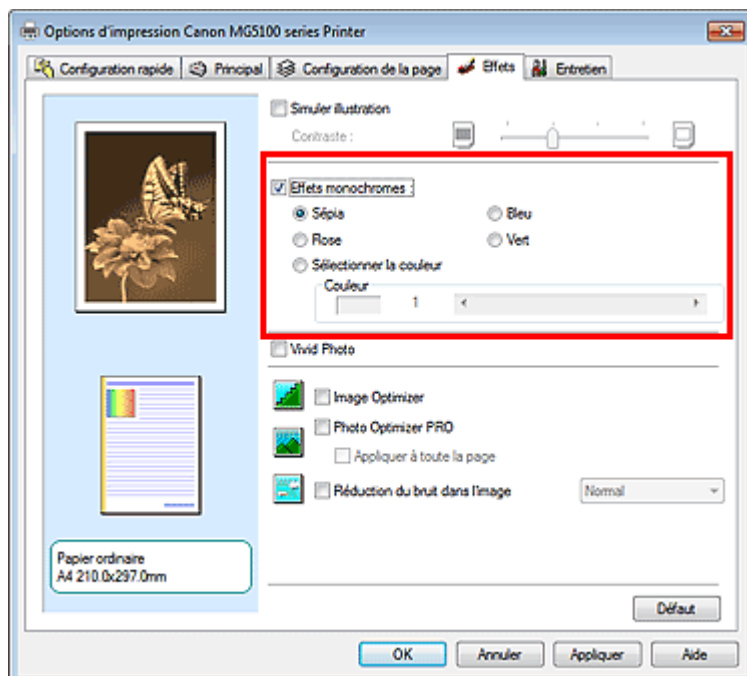 Options d'impression Canon MG5100 series Printer
Configuration rapide Principal Configuration de la page Effets Entretien
Simuler illustration
Contraste :
Effets monochromes :
Sépia Bleu
Rose Vert
Sélectionner la couleur
Couleur
1
Vivid Photo
Image Optimizer
Photo Optimizer PRO
Appliquer à toute la page
Réduction du bruit dans l'image Normal
Papier ordinaire
A4 210.0x297.0mm
Défaut
OK Annuler Appliquer Aide